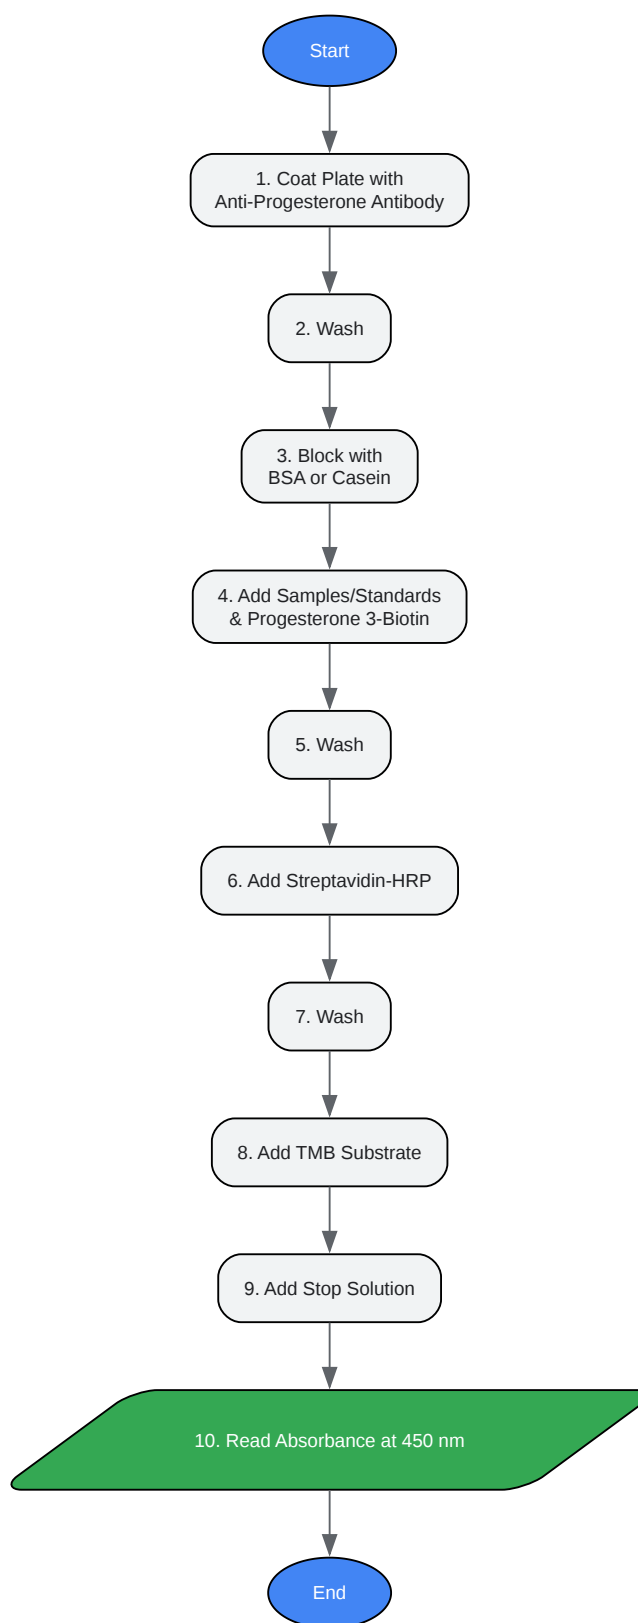 Start
1. Coat Plate with
Anti-Progesterone Antibody
2. Wash
3. Block with
BSA or Casein
4. Add Samples/Standards
& Progesterone 3-Biotin
5. Wash
6. Add Streptavidin-HRP
7. Wash
8. Add TMB Substrate
9. Add Stop Solution
10. Read Absorbance at 450 nm
End